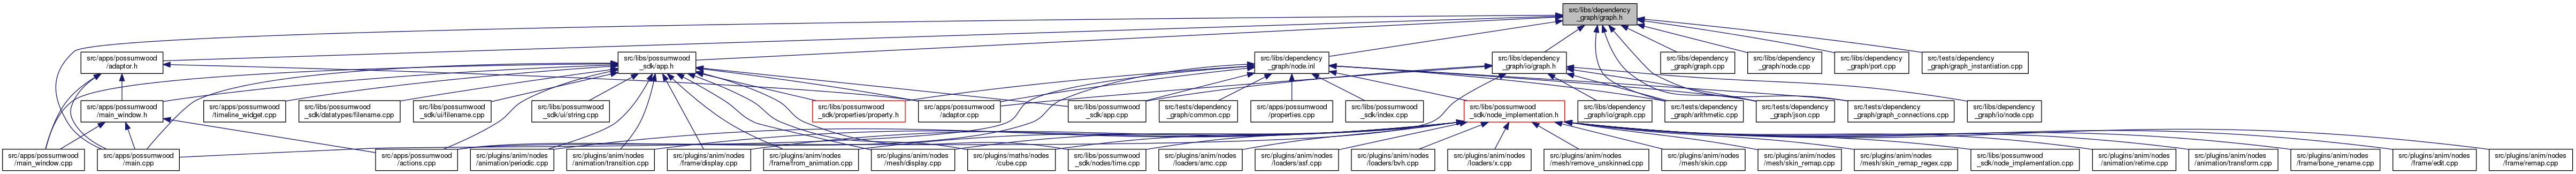 src/libs/dependency
_graph/graph.h
src/apps/possumwood
/adaptor.h
src/libs/possumwood
_sdk/app.h
src/libs/dependency
_graph/node.inl
src/libs/dependency
_graph/io/graph.h
src/libs/dependency
_graph/graph.cpp
src/libs/dependency
_graph/node.cpp
src/libs/dependency
_graph/port.cpp
src/tests/dependency
_graph/graph_instantiation.cpp
src/apps/possumwood
/main_window.h
src/apps/possumwood
/timeline_widget.cpp
src/libs/possumwood
_sdk/datatypes/filename.cpp
src/libs/possumwood
_sdk/ui/filename.cpp
src/libs/possumwood
_sdk/ui/string.cpp
src/libs/possumwood
_sdk/properties/property.h
src/apps/possumwood
/adaptor.cpp
src/libs/possumwood
_sdk/app.cpp
src/tests/dependency
_graph/common.cpp
src/apps/possumwood
/properties.cpp
src/libs/possumwood
_sdk/index.cpp
src/libs/possumwood
_sdk/node_implementation.h
src/libs/dependency
_graph/io/graph.cpp
src/tests/dependency
_graph/arithmetic.cpp
src/tests/dependency
_graph/json.cpp
src/tests/dependency
_graph/graph_connections.cpp
src/libs/dependency
_graph/io/node.cpp
src/apps/possumwood
/main_window.cpp
src/apps/possumwood
/main.cpp
src/apps/possumwood
/actions.cpp
src/plugins/anim/nodes
/animation/periodic.cpp
src/plugins/anim/nodes
/animation/transition.cpp
src/plugins/anim/nodes
/frame/display.cpp
src/plugins/anim/nodes
/frame/from_animation.cpp
src/plugins/anim/nodes
/mesh/display.cpp
src/plugins/maths/nodes
/cube.cpp
src/libs/possumwood
_sdk/nodes/time.cpp
src/plugins/anim/nodes
/loaders/amc.cpp
src/plugins/anim/nodes
/loaders/asf.cpp
src/plugins/anim/nodes
/loaders/bvh.cpp
src/plugins/anim/nodes
/loaders/x.cpp
src/plugins/anim/nodes
/mesh/remove_unskinned.cpp
src/plugins/anim/nodes
/mesh/skin.cpp
src/plugins/anim/nodes
/mesh/skin_remap.cpp
src/plugins/anim/nodes
/mesh/skin_remap_regex.cpp
src/libs/possumwood
_sdk/node_implementation.cpp
src/plugins/anim/nodes
/animation/retime.cpp
src/plugins/anim/nodes
/animation/transform.cpp
src/plugins/anim/nodes
/frame/bone_rename.cpp
src/plugins/anim/nodes
/frame/edit.cpp
src/plugins/anim/nodes
/frame/remap.cpp